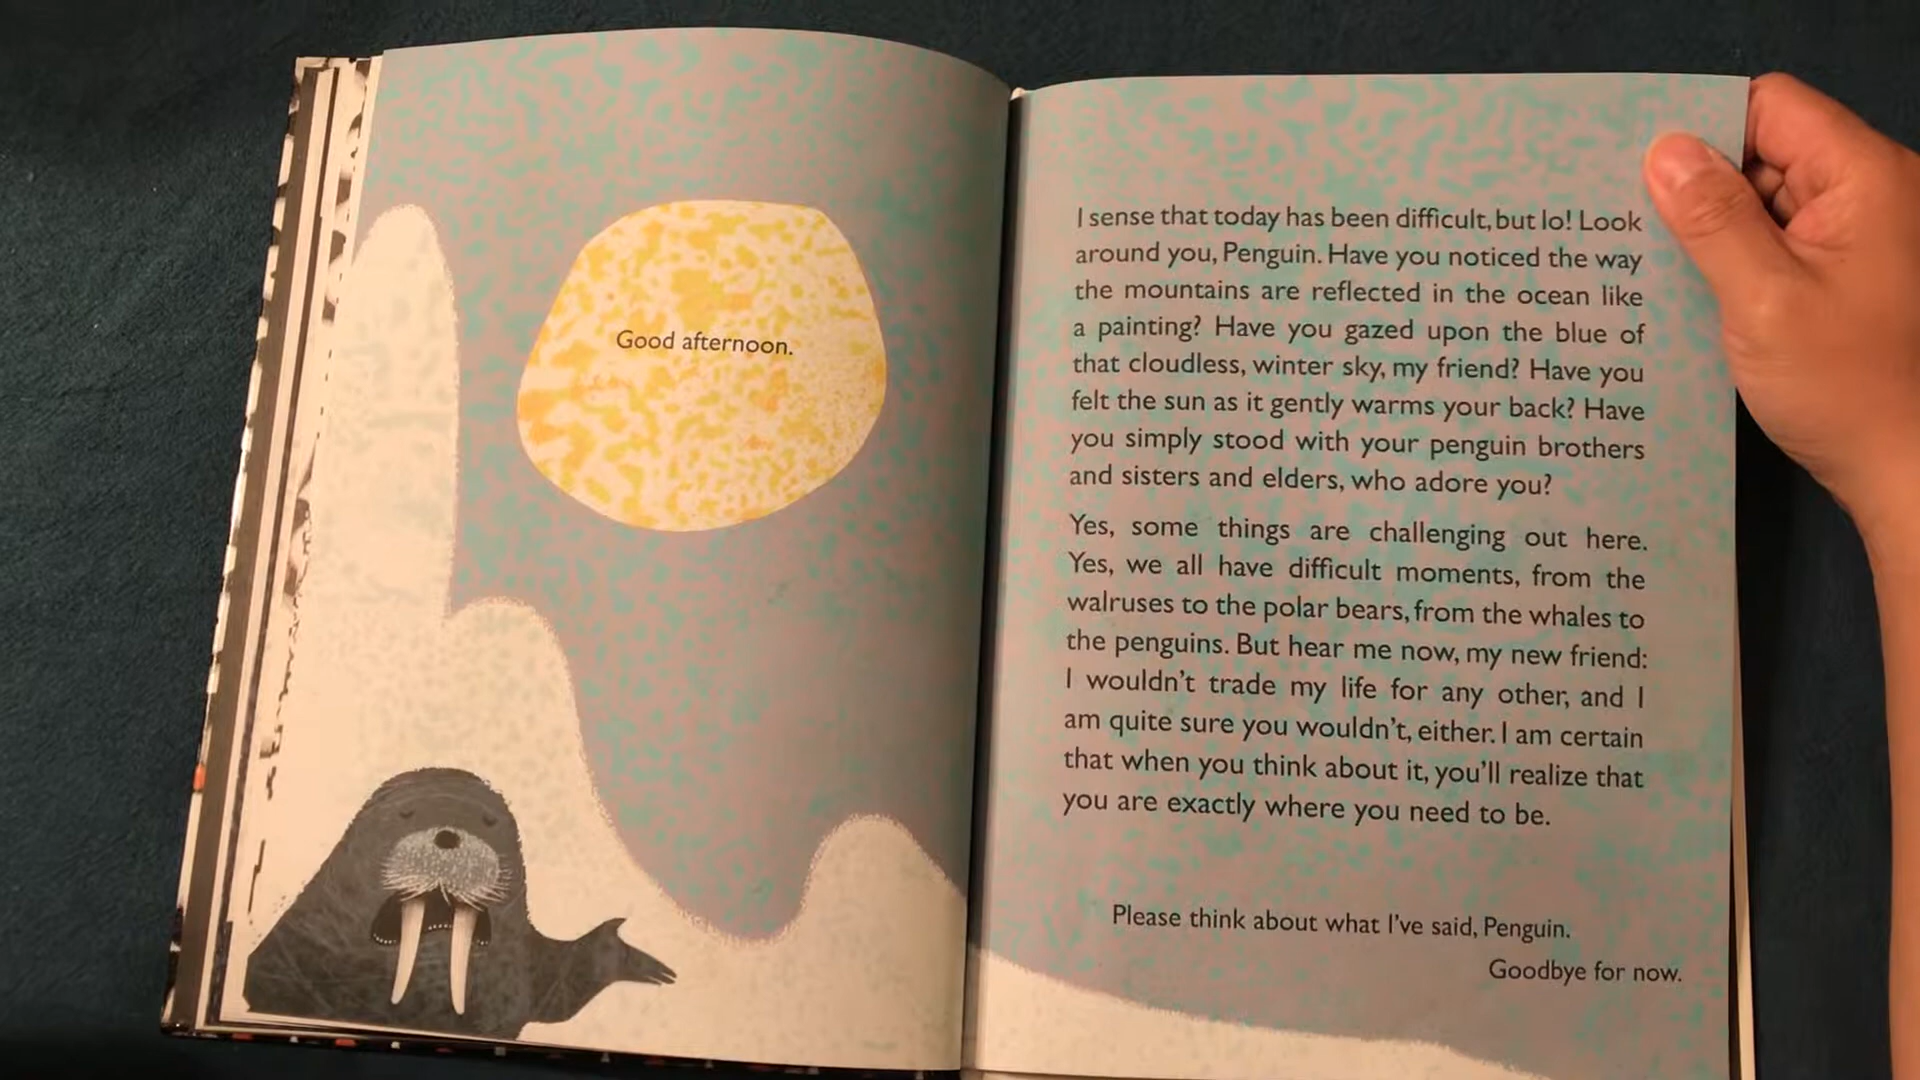 Good afternoon.
I sense that today has been difficult, but lo! Look
around you, Penguin. Have you noticed the way
the mountains are reflected in the ocean like
a painting? Have you gazed upon the blue of
that cloudless, winter sky, my friend? Have you
felt the sun as it gently warms your back? Have
you simply stood with your penguin brothers
and sisters and elders, who adore you?
Yes, some things are challenging out here.
Yes, we all have difficult moments, from the
walruses to the polar bears, from the whales to
the penguins. But hear me now, my new friend:
I wouldn't trade my life for any other, and I
am quite sure you wouldn't, either. I am certain
that when you think about it, you'll realize that
you are exactly where you need to be.
Please think about what I've said, Penguin.
Goodbye for now.